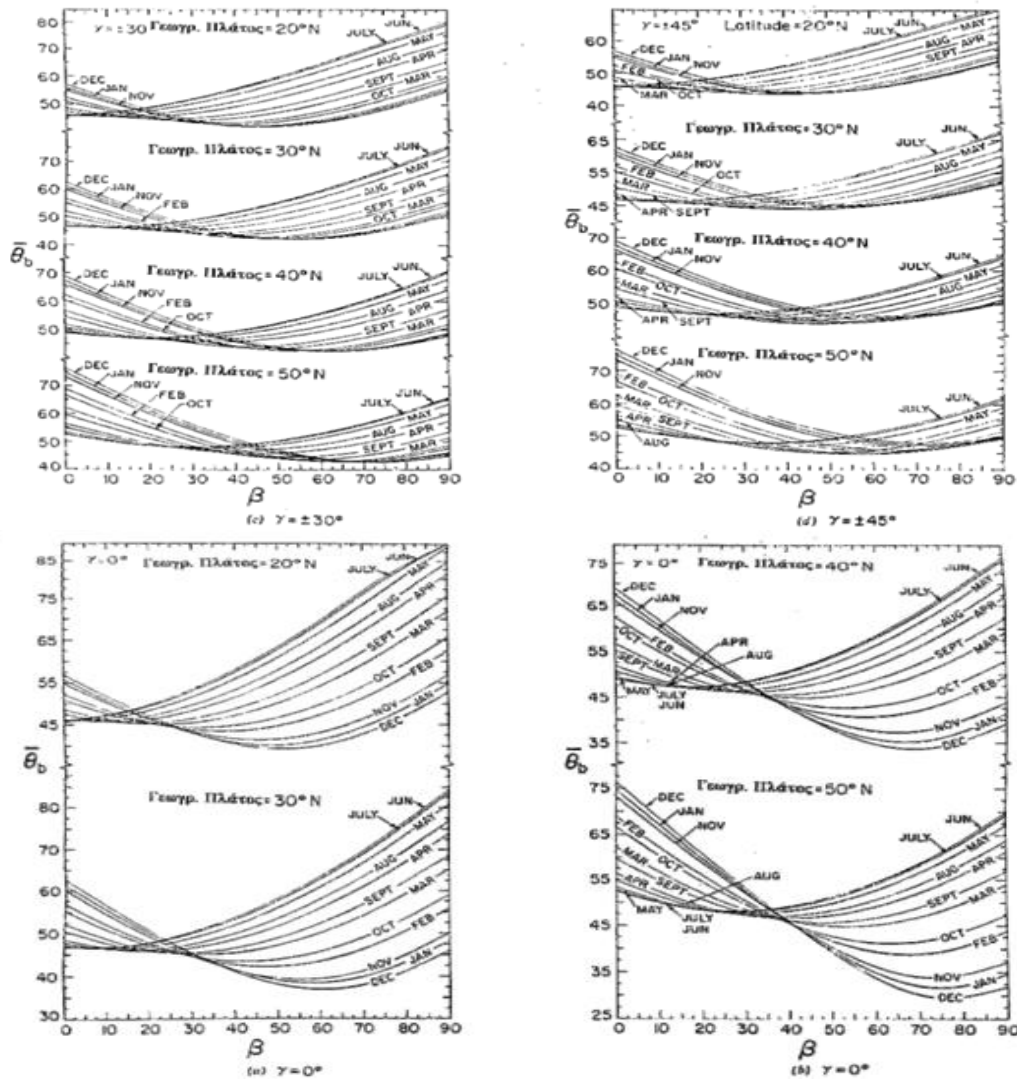 γ=±30 Γεωγρ. Πλάτος=20°N
JULY JUN
MAY
AUG APR
SEPT
OCT MAR
DEC
JAN
NOV
80
60
50
Γεωγρ. Πλάτος=30°N
JULY JUN
MAY
AUG APR
SEPT
OCT MAR
DEC
JAN
NOV
FEB
70
60
50
40
θb
Γεωγρ. Πλάτος=40°N
JUN
JULY
MAY
AUG APR
SEPT MAR
DEC
JAN
NOV
FEB
OCT
70
50
Γεωγρ. Πλάτος=50°N
JUN
JULY
MAY
AUG APR
SEPT MAR
DEC
JAN
NOV
FEB
OCT
70
60
50
40
0 10 20 30 40 50 60 70 80 90
β
(c) γ=±30°
γ=±45° Latitude=20°N
JULY JUN
MAY
AUG APR
SEPT
DEC
JAN
NOV
FEB
MAR OCT
60
50
40
Γεωγρ. Πλάτος=30°N
JULY JUN
MAY
AUG
DEC
JAN
NOV
FEB
OCT
MAR
APR SEPT
65
55
45
Γεωγρ. Πλάτος=40°N
JUN
JULY
MAY
AUG
DEC
JAN
NOV
FEB OCT
MAR
APR SEPT
70
60
50
Γεωγρ. Πλάτος=50°N
JUN
JULY
MAY
DEC
JAN
NOV
FEB OCT
MAR
APR SEPT
AUG
70
60
50
40
0 10 20 30 40 50 60 70 80 90
β
(d) γ=±45°
γ=0° Γεωγρ. Πλάτος=20°N
85
75
65
55
45
JUN
JULY
MAY
AUG APR
SEPT MAR
OCT FEB
NOV JAN
DEC
θb
Γεωγρ. Πλάτος=30°N
80
70
60
50
40
30
JUN
JULY
MAY
AUG APR
SEPT MAR
OCT FEB
NOV JAN
DEC
0 10 20 30 40 50 60 70 80 90
β
(a) γ=0°
γ=0° Γεωγρ. Πλάτος=40°N
75
65
55
45
35
DEC
JAN
NOV
OCT FEB
APR
SEPT MAR AUG
MAY JULY
JUN
JUN
JULY
MAY
AUG APR
SEPT MAR
OCT FEB
NOV JAN
DEC
θb
Γεωγρ. Πλάτος=50°N
75
65
55
45
35
25
DEC
JAN
NOV
FEB OCT
MAR SEPT
AUG
APR
MAY JULY
JUN
JUN
JULY
MAY
AUG APR
SEPT MAR
OCT FEB
NOV JAN
DEC
0 10 20 30 40 50 60 70 80 90
β
(b) γ=0°